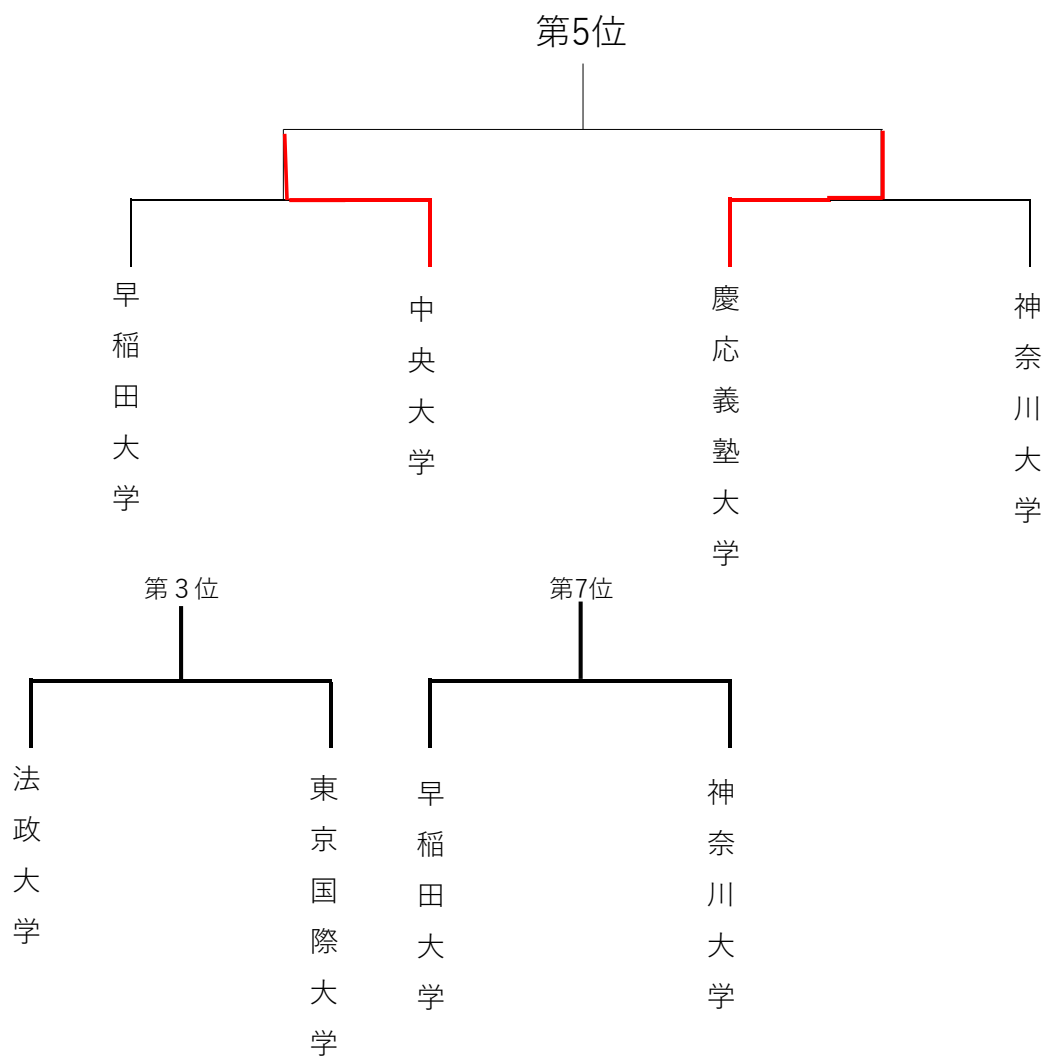 第5位
早稲田大学
中央大学
慶応義塾大学
神奈川大学
第３位
第7位
法政大学
東京国際大学
早稲田大学
神奈川大学